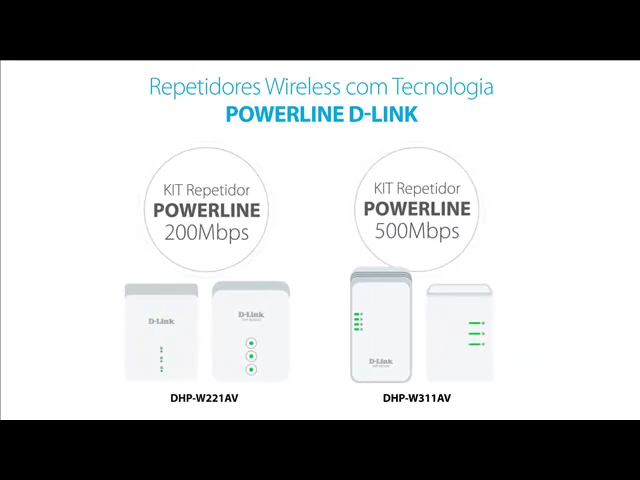 Repetidores Wireless com Tecnologia
POWERLINE D-LINK
KIT Repetidor
POWERLINE
200Mbps
KIT Repetidor
POWERLINE
500Mbps
D-Link
D-Link
D-Link
DHP-W221AV
DHP-W311AV